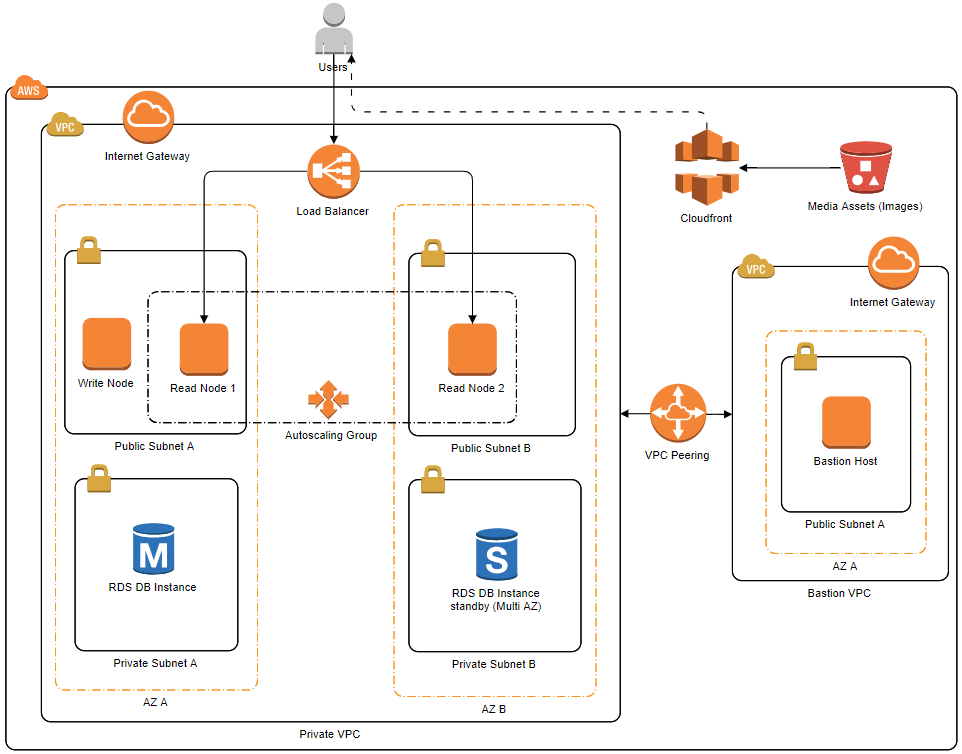 Users
AWS
VPC
Internet Gateway
Load Balancer
Cloudfront
Media Assets (Images)
VPC
Internet Gateway
Write Node
Read Node 1
Read Node 2
Autoscaling Group
Public Subnet A
Public Subnet B
VPC Peering
Bastion Host
Public Subnet A
AZ A
Bastion VPC
M
RDS DB Instance
S
RDS DB Instance
standby (Multi AZ)
Private Subnet A
Private Subnet B
AZ A
AZ B
Private VPC